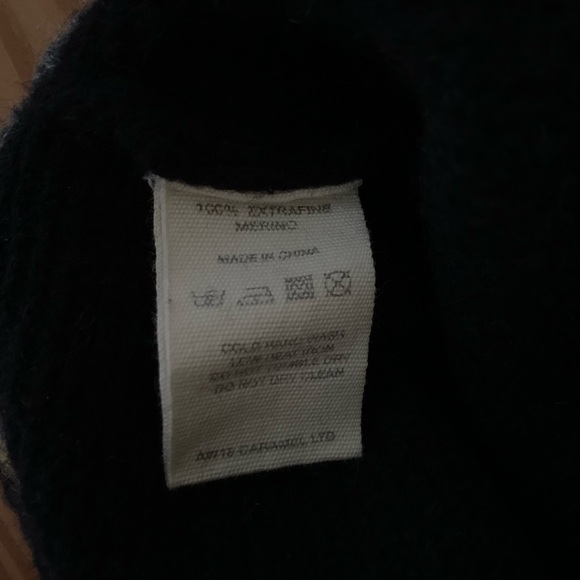 100% EXTRAFINE
MERINO
MADE IN CHINA
COLD HAND WASH
LOW HEAT IRON
DO NOT TUMBLE DRY
DO NOT DRY CLEAN
AW18 CARAMEL LTD